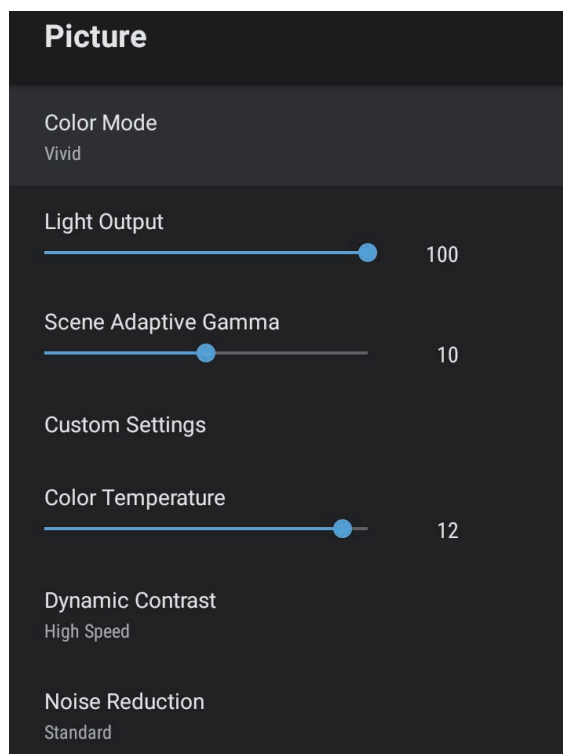 Picture
Color Mode
Vivid
Light Output
100
Scene Adaptive Gamma
10
Custom Settings
Color Temperature
12
Dynamic Contrast
High Speed
Noise Reduction
Standard